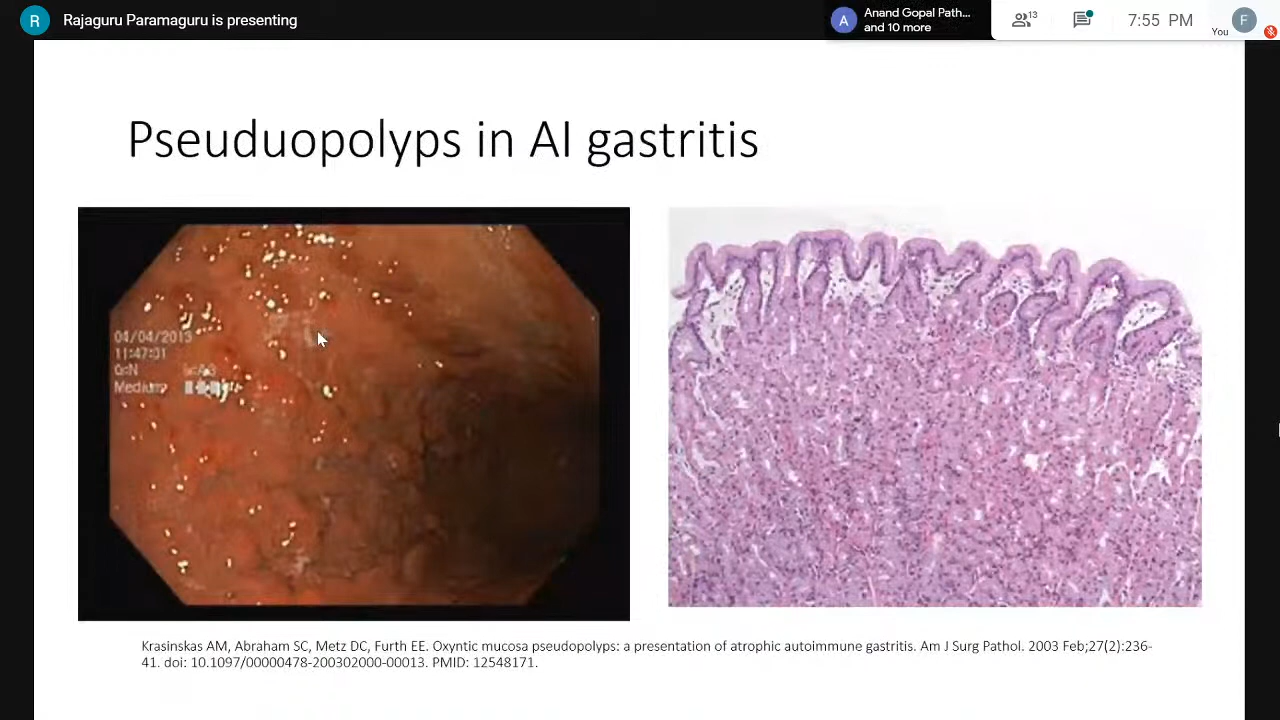 R Rajaguru Paramaguru is presenting
A Anand Gopal Path...
and 10 more
13
7:55 PM
You
F
Pseuduopolyps in AI gastritis
04/04/2013
11:47:01
Medium
Krasinskas AM, Abraham SC, Metz DC, Furth EE. Oxyntic mucosa pseudopolyps: a presentation of atrophic autoimmune gastritis. Am J Surg Pathol. 2003 Feb;27(2):236-
41. doi: 10.1097/00000478-200302000-00013. PMID: 12548171.